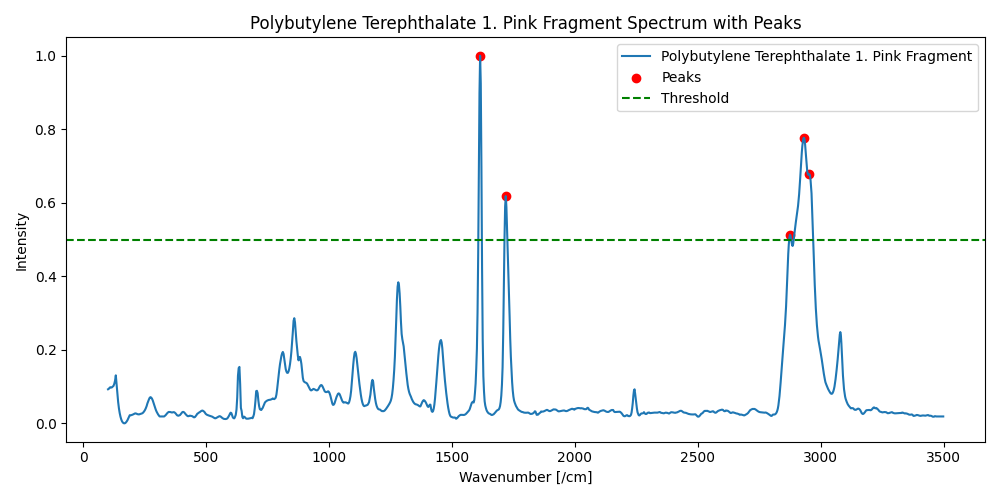 Polybutylene Terephthalate 1. Pink Fragment Spectrum with Peaks
Polybutylene Terephthalate 1. Pink Fragment
Peaks
Threshold
Intensity
1.0
0.8
0.6
0.4
0.2
0.0
0 500 1000 1500 2000 2500 3000 3500
Wavenumber [/cm]